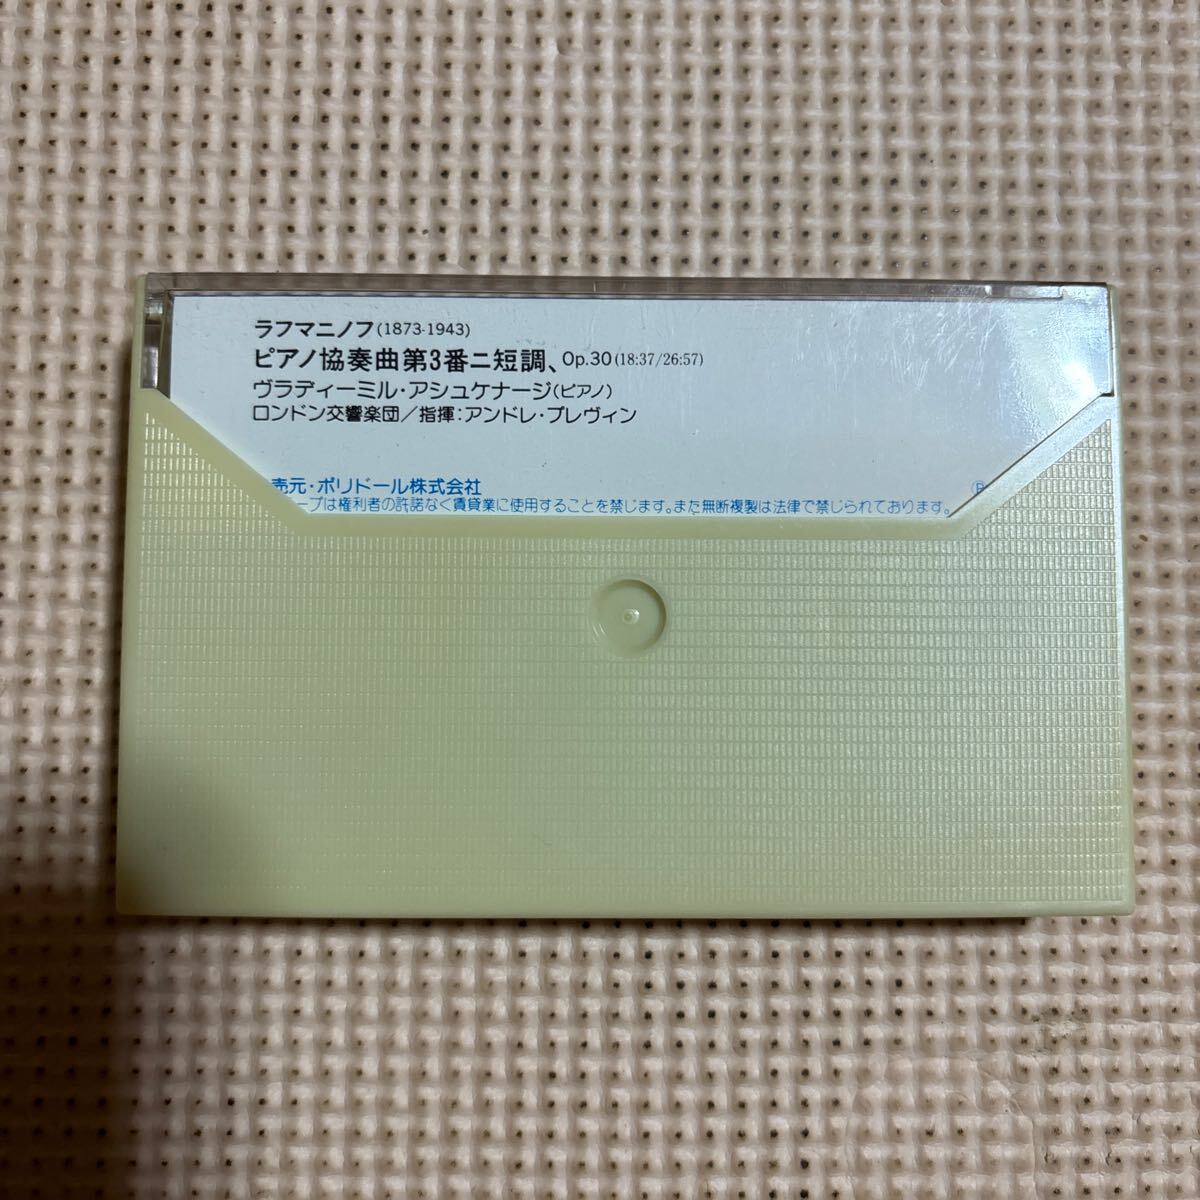 ラフマニノフ(1873-1943)
ピアノ協奏曲第3番ニ短調、Op.30(18:37/26:57)
ヴラディーミル・アシュケナージ(ピアノ)
ロンドン交響楽団／指揮:アンドレ・プレヴィン
売元・ポリドール株式会社
ープは権利者の許諾なく賃貸業に使用することを禁じます。また無断複製は法律で禁じられております。